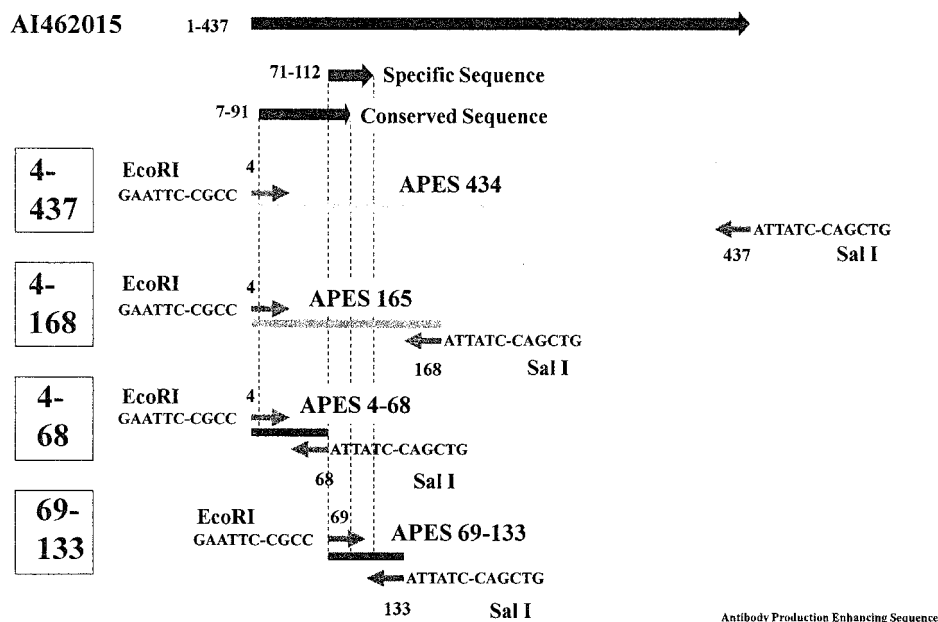 AI462015 1-437
71-112 Specific Sequence
7-91 Conserved Sequence
4-
437
EcoRI 4
GAATTC-CGCC
APES 434
ATTATC-CAGCTG
437 Sal I
4-
168
EcoRI 4
GAATTC-CGCC
APES 165
ATTATC-CAGCTG
168 Sal I
4-
68
EcoRI 4
GAATTC-CGCC
APES 4-68
ATTATC-CAGCTG
68 Sal I
69-
133
EcoRI 69
GAATTC-CGCC
APES 69-133
ATTATC-CAGCTG
133 Sal I
Antibody Production Enhancing Sequence